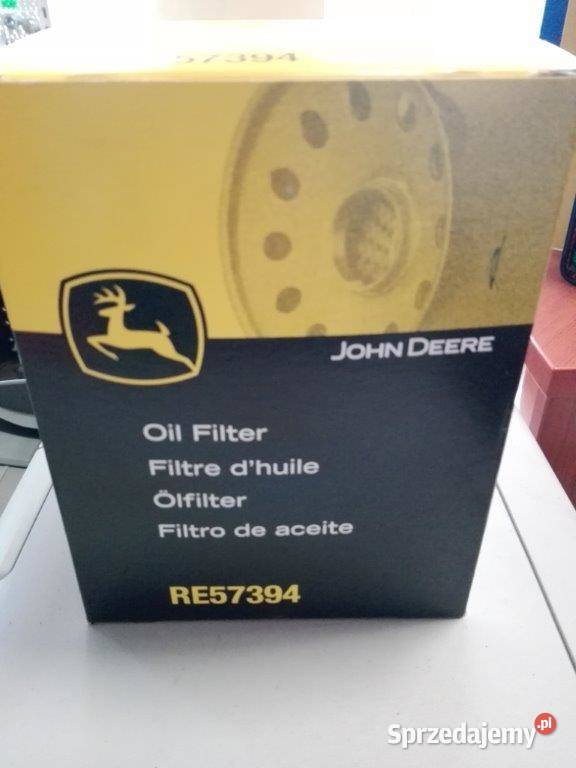 57394
JOHN DEERE
Oil Filter
Filtre d'huile
Ölfilter
Filtro de aceite
RE57394
Sprzedajemy.pl